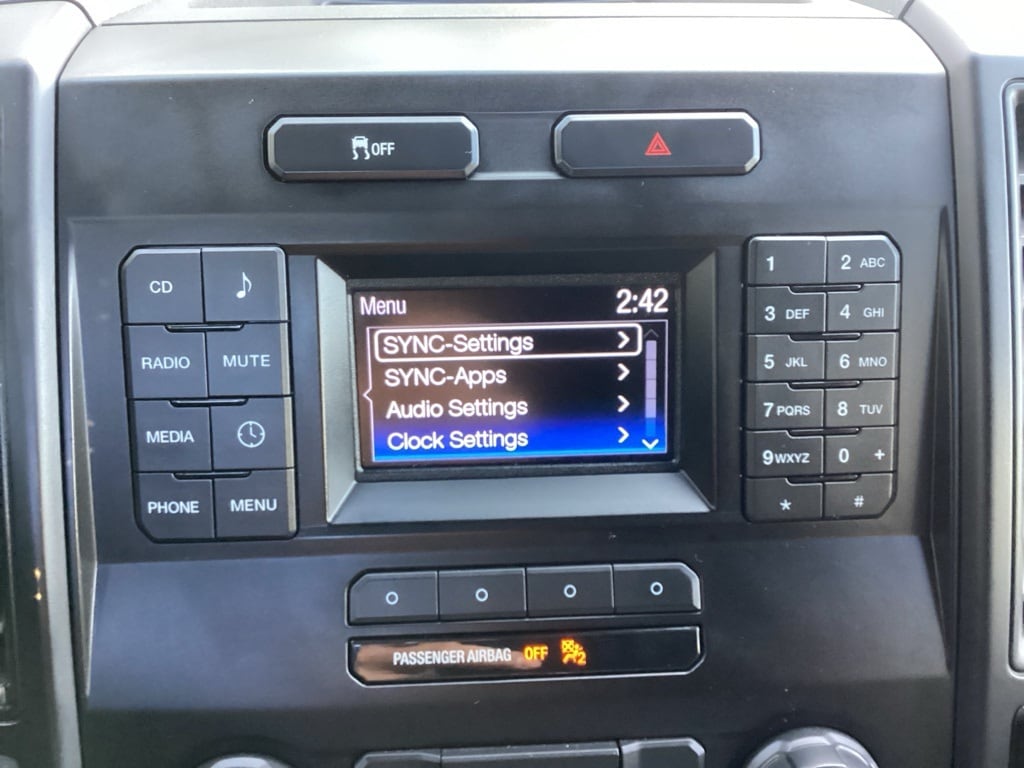 OFF
CD
RADIO MUTE
MEDIA
PHONE MENU
Menu 2:42
SYNC-Settings >
SYNC-Apps >
Audio Settings >
Clock Settings >
1 2 ABC
3 DEF 4 GHI
5 JKL 6 MNO
7 PQRS 8 TUV
9 WXYZ 0 +
* #
PASSENGER AIRBAG OFF 2